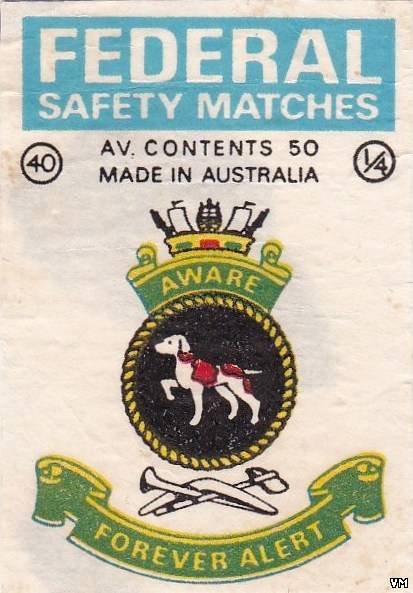 FEDERAL
SAFETY MATCHES
40 AV. CONTENTS 50 1/4
MADE IN AUSTRALIA
AWARE
FOREVER ALERT
VM